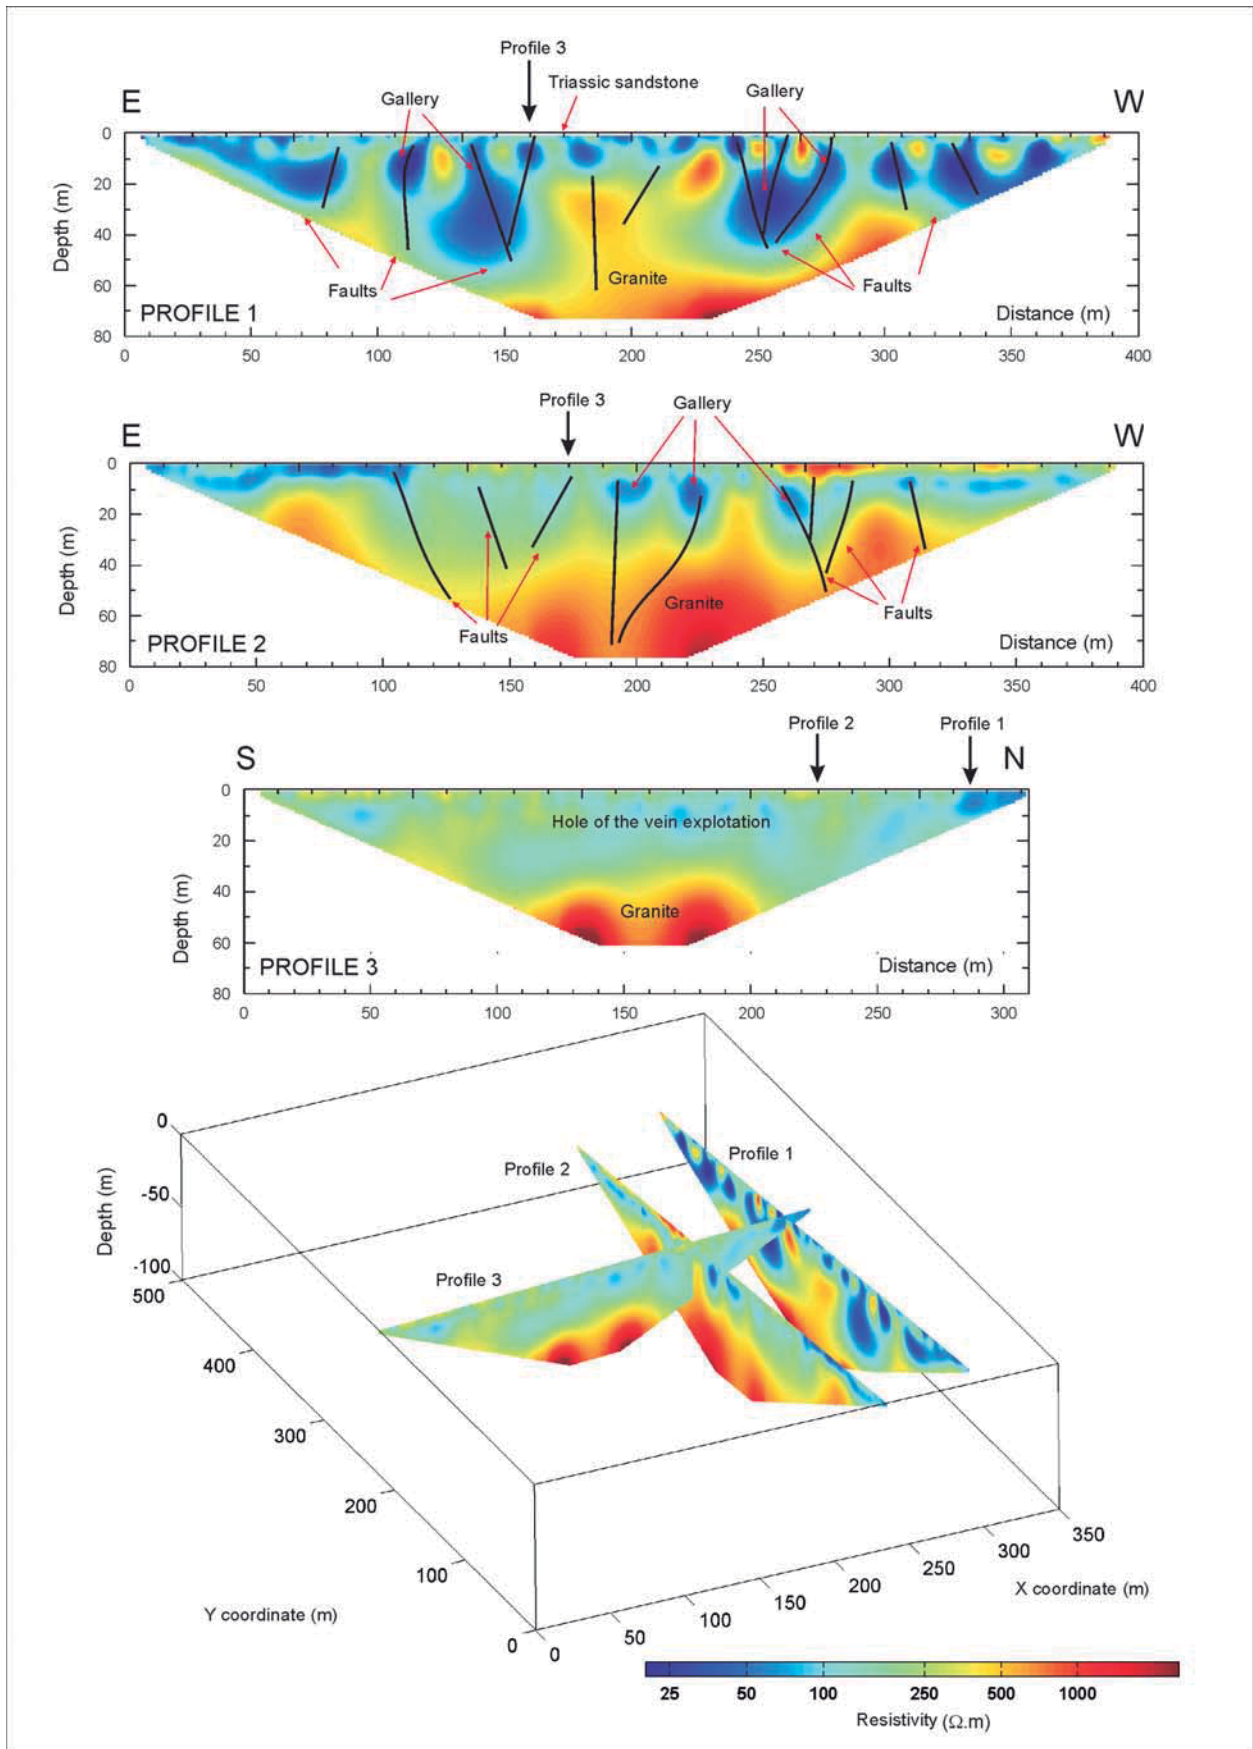 Profile 3
Triassic sandstone
E
Gallery
Gallery
W
0
20
40
60
80
Depth (m)
Granite
Faults
Faults
PROFILE 1
Distance (m)
0 50 100 150 200 250 300 350 400
Profile 3
Gallery
E
W
0
20
40
60
80
Depth (m)
Granite
Faults
Faults
PROFILE 2
Distance (m)
0 50 100 150 200 250 300 350 400
Profile 2
Profile 1
S
N
0
20
40
60
80
Depth (m)
Hole of the vein explotation
Granite
PROFILE 3
Distance (m)
0 50 100 150 200 250 300
0
-50
-100
Depth (m)
Profile 1
Profile 2
Profile 3
500
400
300
200
100
0
Y coordinate (m)
0
50
100
150
200
250
300
350
X coordinate (m)
25 50 100 250 500 1000
Resistivity (Ω.m)